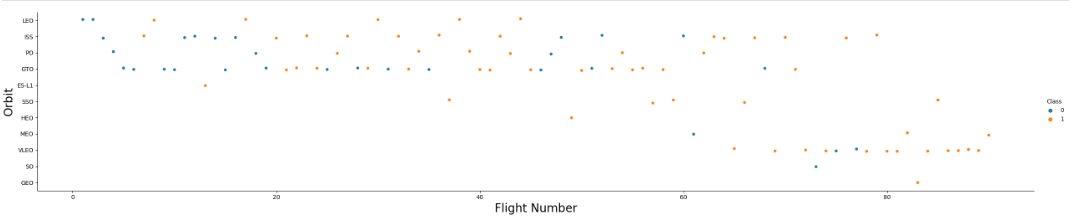 LEO
ISS
PO
GTO
ES-L1
SSO
HEO
MEO
VLEO
SO
GEO
Orbit
0 20 40 60 80
Flight Number
Class
0
1